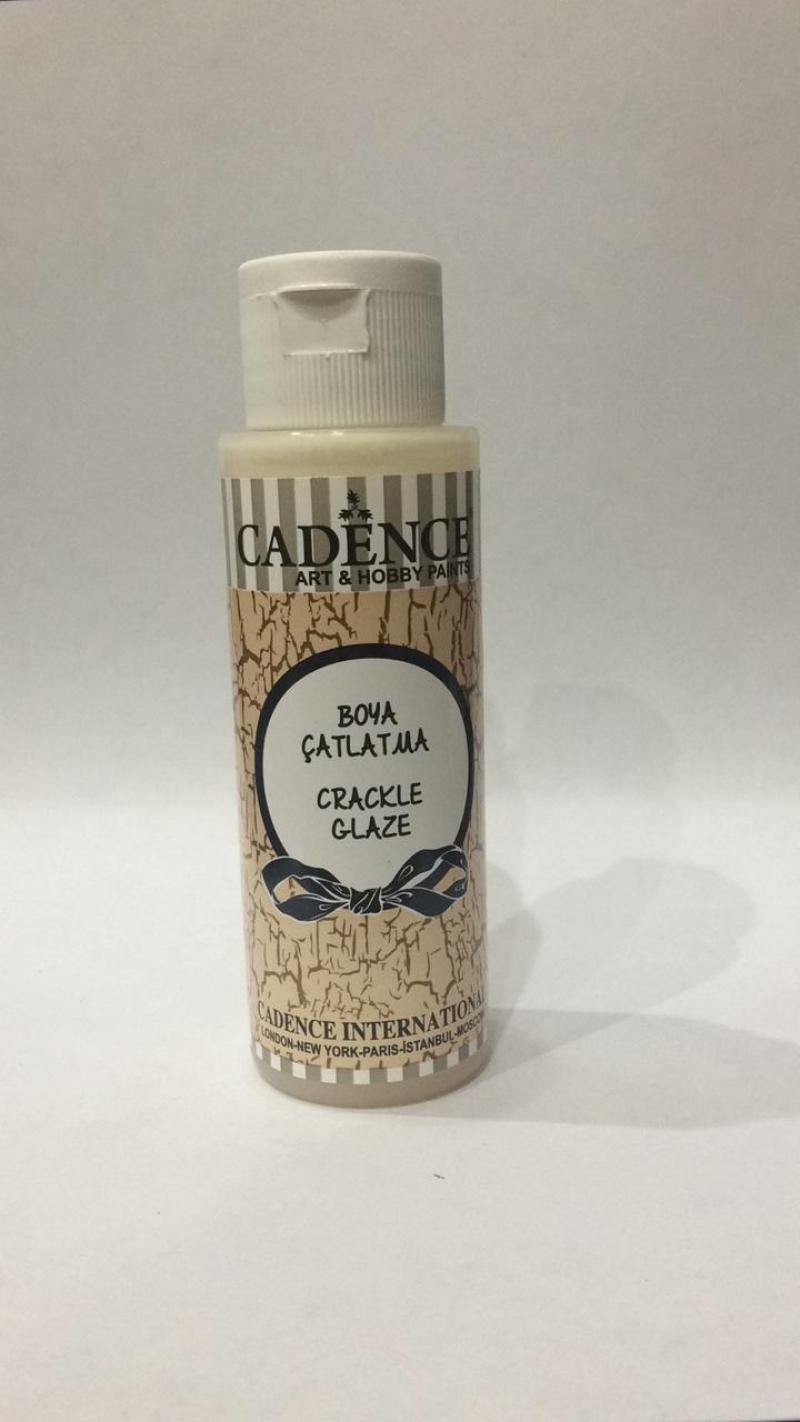 CADENCE
ART & HOBBY PAINTS
BOYA
ÇATLATMA
CRACKLE
GLAZE
CADENCE INTERNATIONAL
LONDON-NEW YORK-PARIS-İSTANBUL-MOSCOW